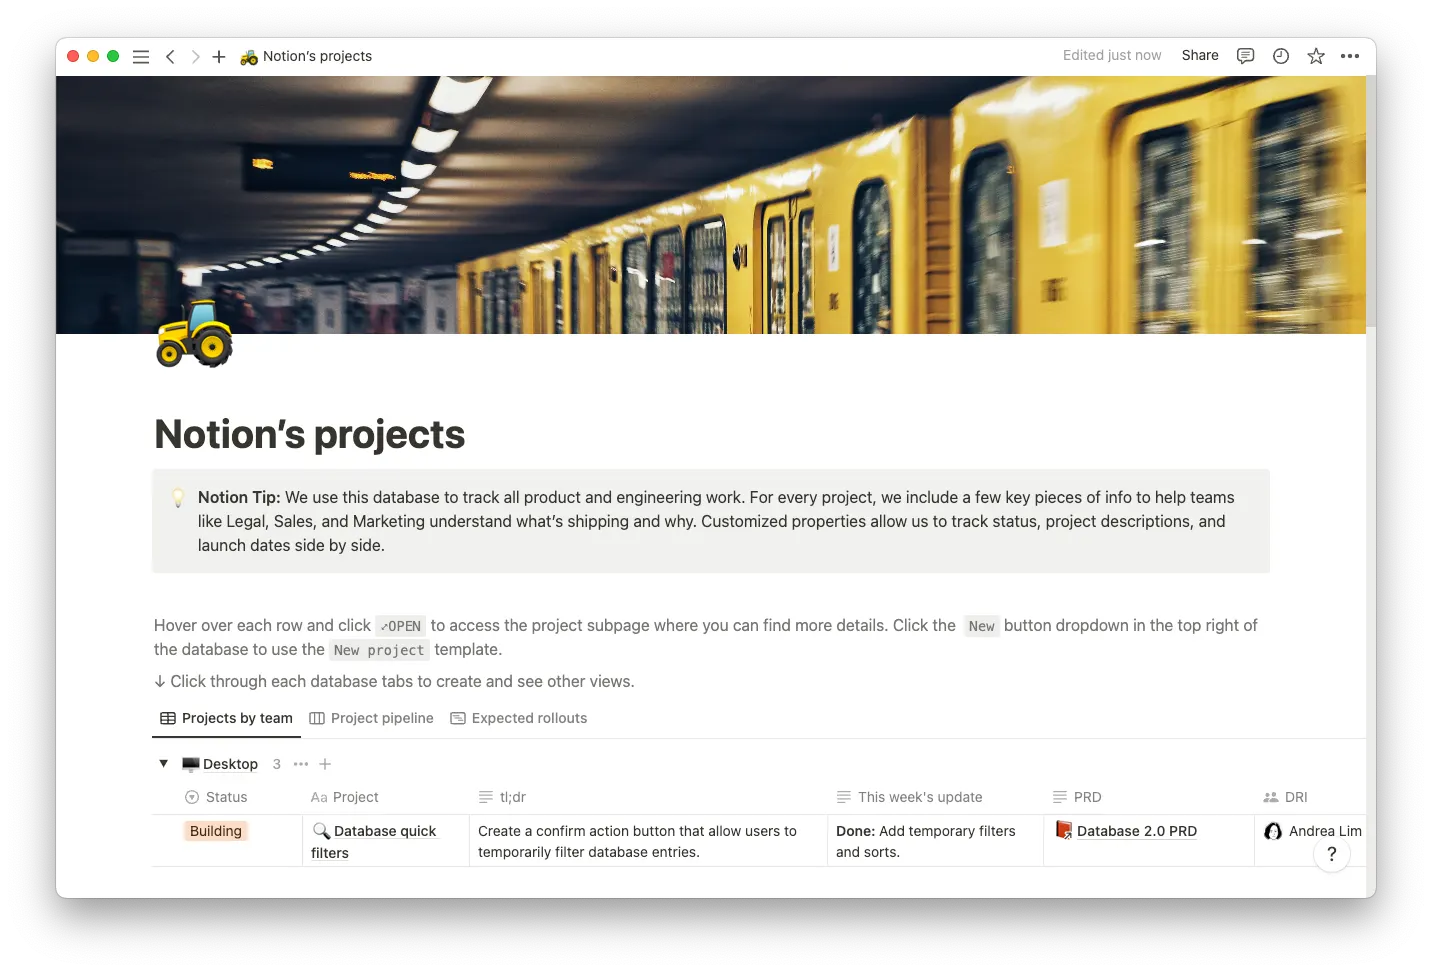 Notion’s projects
Edited just now
Share
Notion’s projects
Notion Tip: We use this database to track all product and engineering work. For every project, we include a few key pieces of info to help teams
like Legal, Sales, and Marketing understand what’s shipping and why. Customized properties allow us to track status, project descriptions, and
launch dates side by side.
Hover over each row and click ⤢OPEN to access the project subpage where you can find more details. Click the New button dropdown in the top right of
the database to use the New project template.
↓ Click through each database tabs to create and see other views.
Projects by team Project pipeline Expected rollouts
Desktop 3
Status Aa Project tl;dr This week's update PRD DRI
Building
Database quick
filters
Create a confirm action button that allow users to
temporarily filter database entries.
Done: Add temporary filters
and sorts.
Database 2.0 PRD
Andrea Lim
?